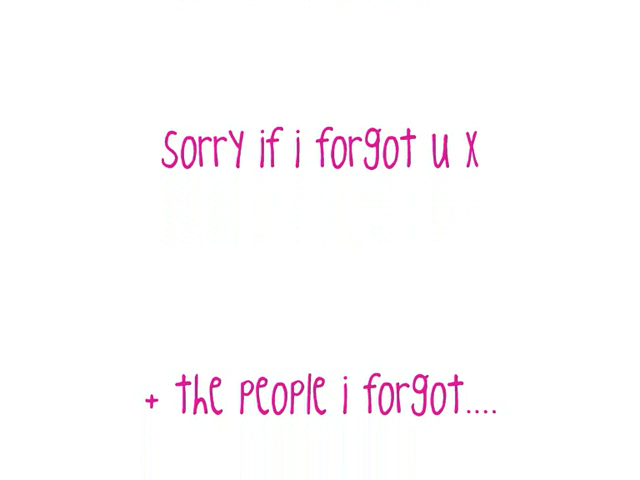 sorry if i forgot u x
+ the people i forgot....